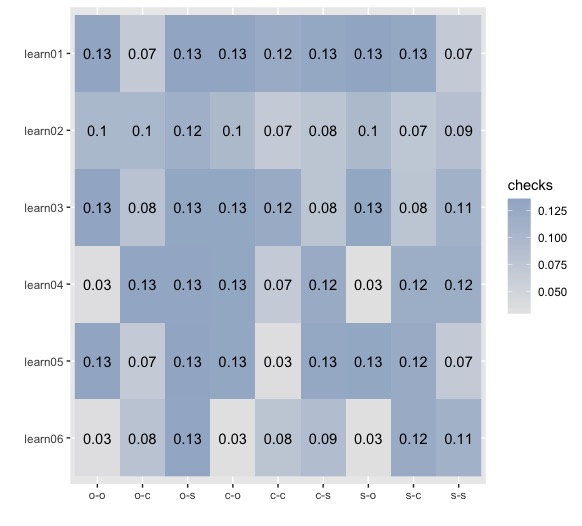 learn01 0.13 0.07 0.13 0.13 0.12 0.13 0.13 0.13 0.07
learn02 0.1 0.1 0.12 0.1 0.07 0.08 0.1 0.07 0.09
learn03 0.13 0.08 0.13 0.13 0.12 0.08 0.13 0.08 0.11
learn04 0.03 0.13 0.13 0.13 0.07 0.12 0.03 0.12 0.12
learn05 0.13 0.07 0.13 0.13 0.03 0.13 0.13 0.12 0.07
learn06 0.03 0.08 0.13 0.03 0.08 0.09 0.03 0.12 0.11
o-o o-c o-s c-o c-c c-s s-o s-c s-s
checks
0.125
0.100
0.075
0.050